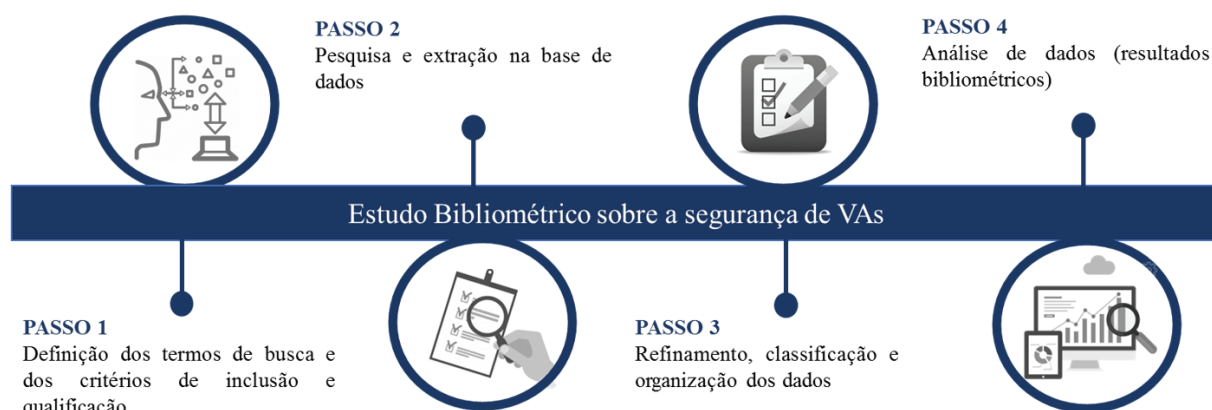 PASSO 2
Pesquisa e extração na base de
dados
PASSO 4
Análise de dados (resultados
bibliométricos)
Estudo Bibliométrico sobre a segurança de VAs
PASSO 1
Definição dos termos de busca e
dos critérios de inclusão e
qualificação
PASSO 3
Refinamento, classificação e
organização dos dados